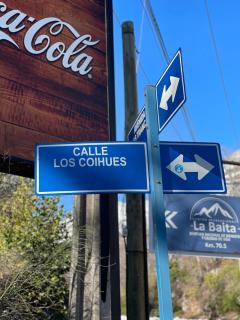 Coca-Cola
CALLE
LOS COIHUES
La Baita
Km. 70.5